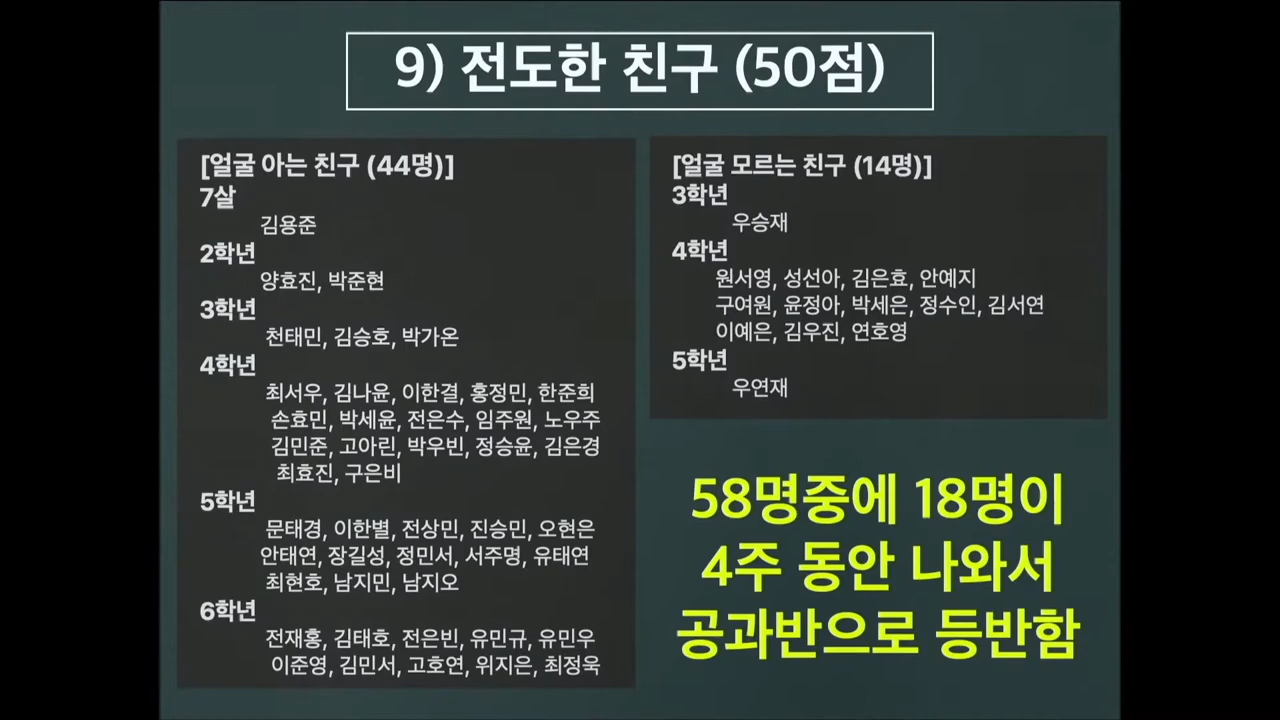 9) 전도한 친구 (50점)
[얼굴 아는 친구 (44명)]
7살
김용준
2학년
양효진, 박준현
3학년
천태민, 김승호, 박가온
4학년
최서우, 김나윤, 이한결, 홍정민, 한준희
손효민, 박세윤, 전은수, 임주원, 노우주
김민준, 고아린, 박우빈, 정승윤, 김은경
최효진, 구은비
5학년
문태경, 이한별, 전상민, 진승민, 오현은
안태연, 장길성, 정민서, 서주명, 유태연
최현호, 남지민, 남지오
6학년
전재홍, 김태호, 전은빈, 유민규, 유민우
이준영, 김민서, 고호연, 위지은, 최정욱
[얼굴 모르는 친구 (14명)]
3학년
우승재
4학년
원서영, 성선아, 김은효, 안예지
구여원, 윤정아, 박세은, 정수인, 김서연
이예은, 김우진, 연호영
5학년
우연재
58명중에 18명이
4주 동안 나와서
공과반으로 등반함